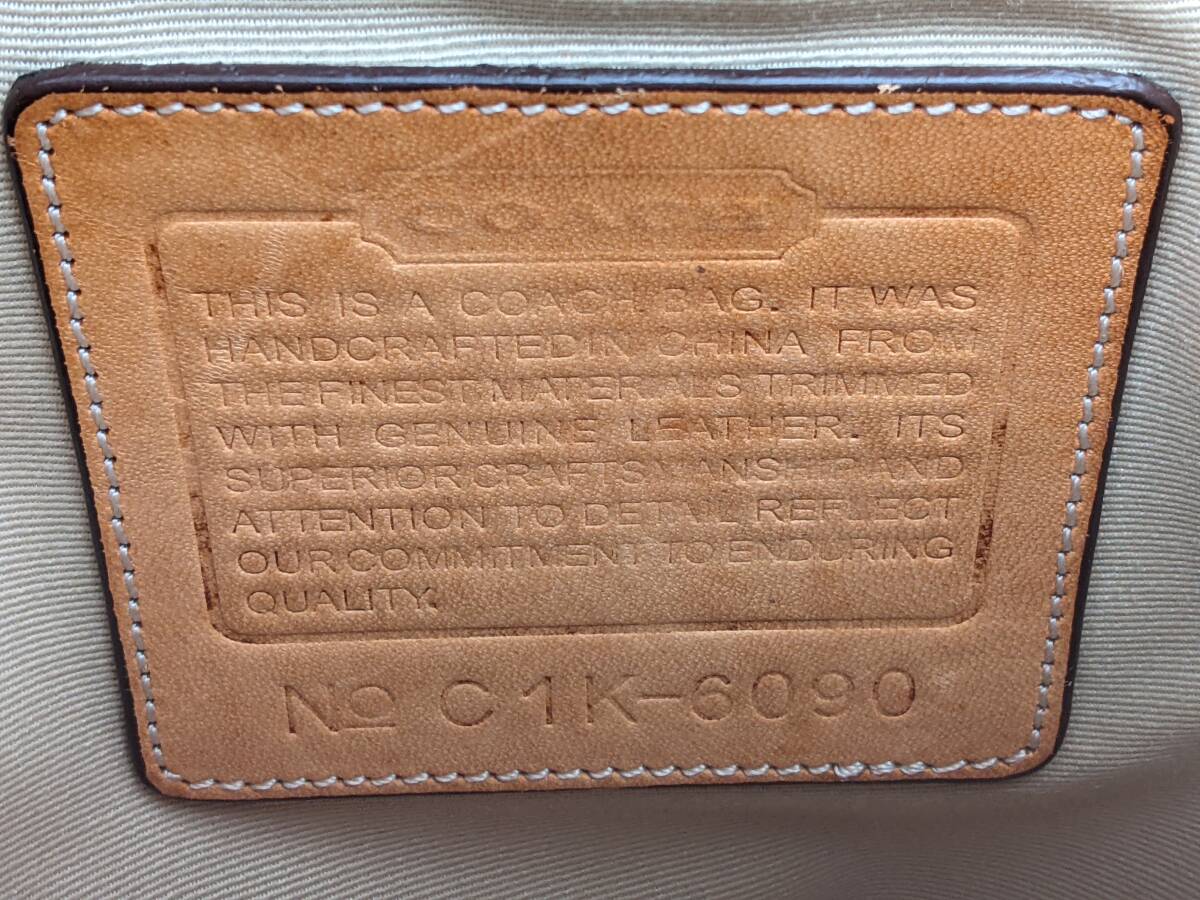 COACH
THIS IS A COACH BAG. IT WAS
HANDCRAFTED IN CHINA FROM
THE FINEST MATERIALS TRIMMED
WITH GENUINE LEATHER. ITS
SUPERIOR CRAFTSMANSHIP AND
ATTENTION TO DETAIL REFLECT
OUR COMMITMENT TO ENDURING
QUALITY.
No C1K-6090